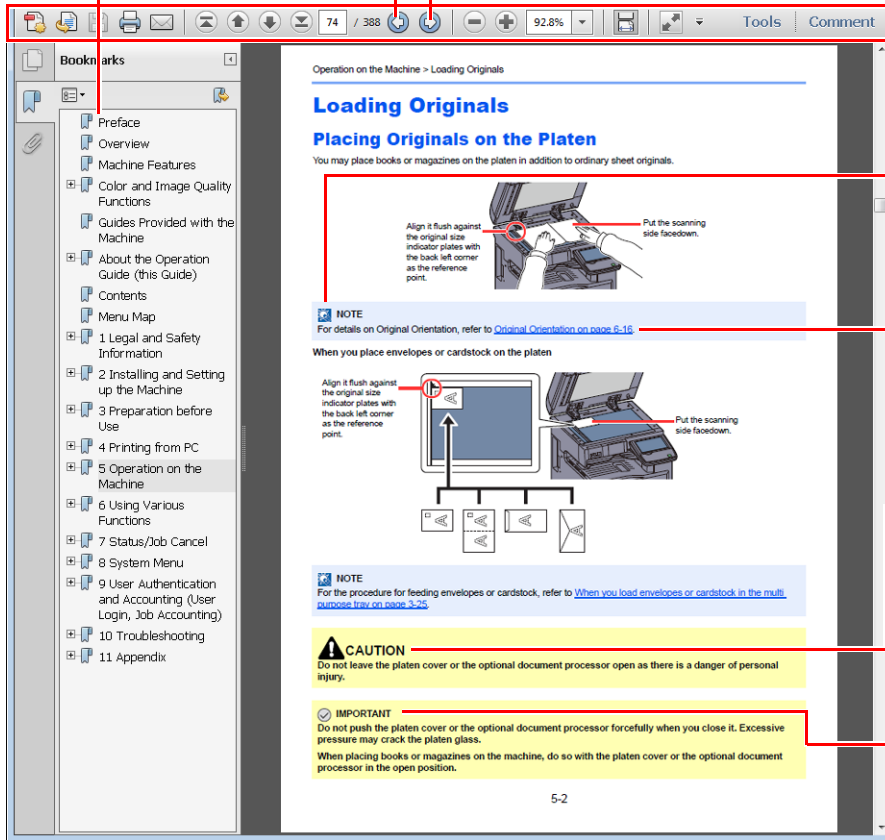 74 / 388
92.8%
Tools
Comment
Bookmarks
Preface
Overview
Machine Features
Color and Image Quality
Functions
Guides Provided with the
Machine
About the Operation
Guide (this Guide)
Contents
Menu Map
1 Legal and Safety
Information
2 Installing and Setting
up the Machine
3 Preparation before
Use
4 Printing from PC
5 Operation on the
Machine
6 Using Various
Functions
7 Status/Job Cancel
8 System Menu
9 User Authentication
and Accounting (User
Login, Job Accounting)
10 Troubleshooting
11 Appendix
Operation on the Machine > Loading Originals
Loading Originals
Placing Originals on the Platen
You may place books or magazines on the platen in addition to ordinary sheet originals.
Align it flush against
the original size
indicator plates with
the back left corner
as the reference
point.
Put the scanning
side facedown.
NOTE
For details on Original Orientation, refer to Original Orientation on page 6-16.
When you place envelopes or cardstock on the platen
Align it flush against
the original size
indicator plates with
the back left corner
as the reference
point.
A
Put the scanning
side facedown.
A
A
A
A
A
NOTE
For the procedure for feeding envelopes or cardstock, refer to When you load envelopes or cardstock in the multi
purpose tray on page 3-25.
CAUTION
Do not leave the platen cover or the optional document processor open as there is a danger of personal
injury.
IMPORTANT
Do not push the platen cover or the optional document processor forcefully when you close it. Excessive
pressure may crack the platen glass.
When placing books or magazines on the machine, do so with the platen cover or the optional document
processor in the open position.
5-2